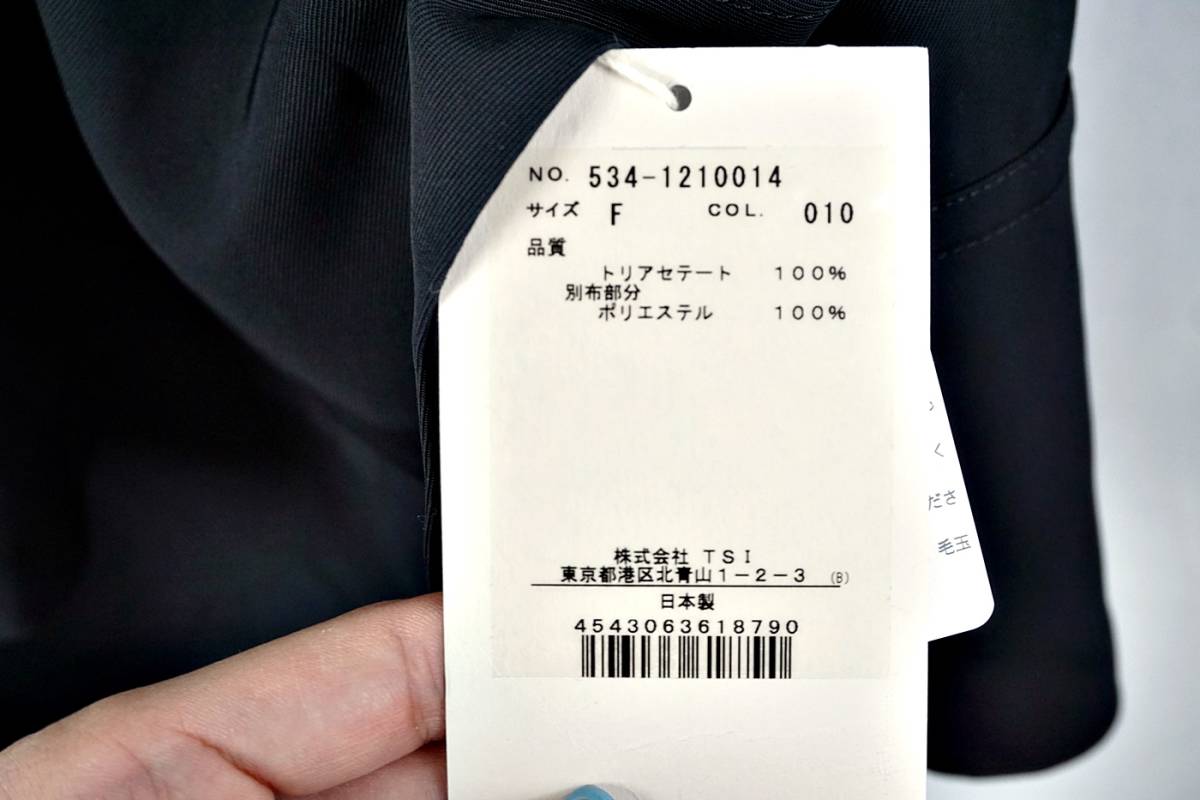 NO. 534-1210014
サイズ F COL. 010
品質
トリアセテート 100%
別布部分
ポリエステル 100%
株式会社 TSI
東京都港区北青山1-2-3 (B)
日本製
4543063618790
く
ださ
毛玉